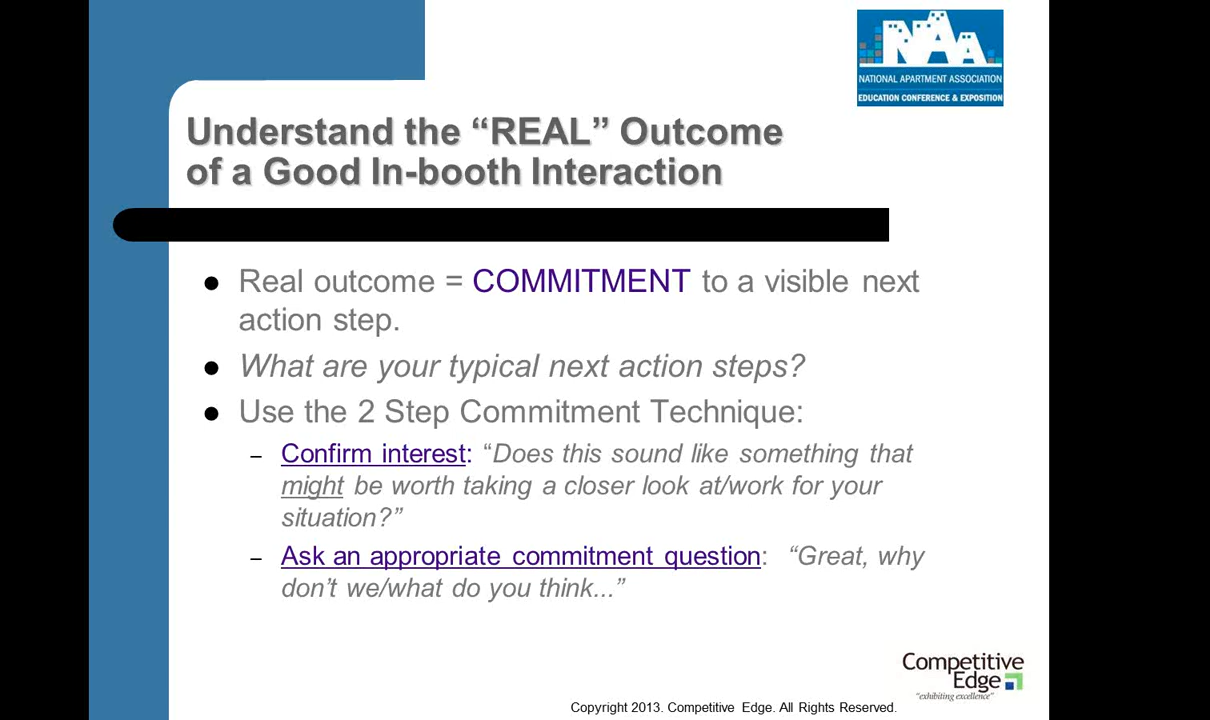 NAA
NATIONAL APARTMENT ASSOCIATION
EDUCATION CONFERENCE & EXPOSITION
Understand the “REAL” Outcome
of a Good In-booth Interaction
● Real outcome = COMMITMENT to a visible next
action step.
● What are your typical next action steps?
● Use the 2 Step Commitment Technique:
– Confirm interest: “Does this sound like something that
might be worth taking a closer look at/work for your
situation?”
– Ask an appropriate commitment question: “Great, why
don’t we/what do you think...”
Competitive
Edge
“exhibiting excellence”
Copyright 2013. Competitive Edge. All Rights Reserved.